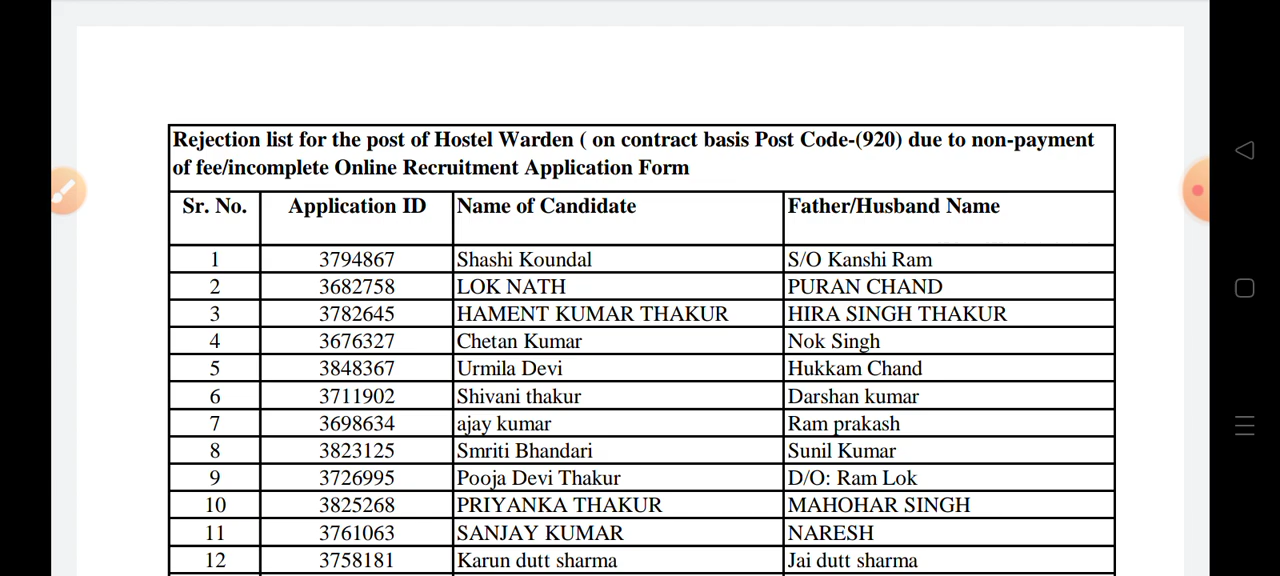 Rejection list for the post of Hostel Warden ( on contract basis Post Code-(920) due to non-payment
of fee/incomplete Online Recruitment Application Form
Sr. No. Application ID Name of Candidate Father/Husband Name
1 3794867 Shashi Koundal S/O Kanshi Ram
2 3682758 LOK NATH PURAN CHAND
3 3782645 HAMENT KUMAR THAKUR HIRA SINGH THAKUR
4 3676327 Chetan Kumar Nok Singh
5 3848367 Urmila Devi Hukkam Chand
6 3711902 Shivani thakur Darshan kumar
7 3698634 ajay kumar Ram prakash
8 3823125 Smriti Bhandari Sunil Kumar
9 3726995 Pooja Devi Thakur D/O: Ram Lok
10 3825268 PRIYANKA THAKUR MAHOHAR SINGH
11 3761063 SANJAY KUMAR NARESH
12 3758181 Karun dutt sharma Jai dutt sharma